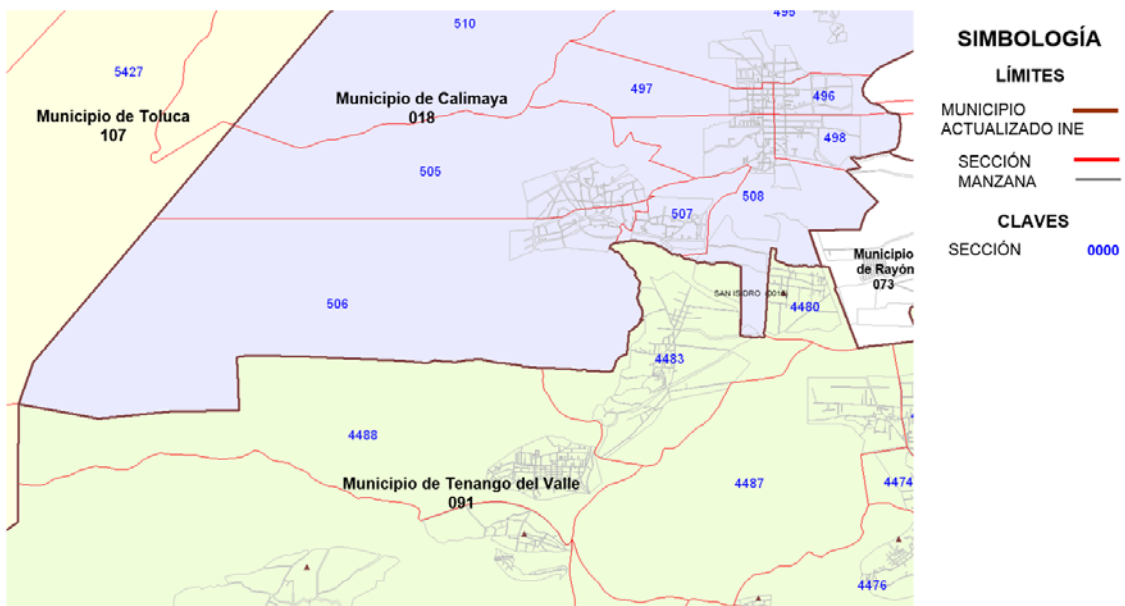 495
510
5427
497
496
Municipio de Calimaya
018
Municipio de Toluca
107
498
505
508
507
Municipio
de Rayón
073
SAN ISIDRO
506
4480
4483
4488
Municipio de Tenango del Valle
091
4487
4474
4476
SIMBOLOGÍA
LÍMITES
MUNICIPIO
ACTUALIZADO INE
SECCIÓN
MANZANA
CLAVES
SECCIÓN 0000